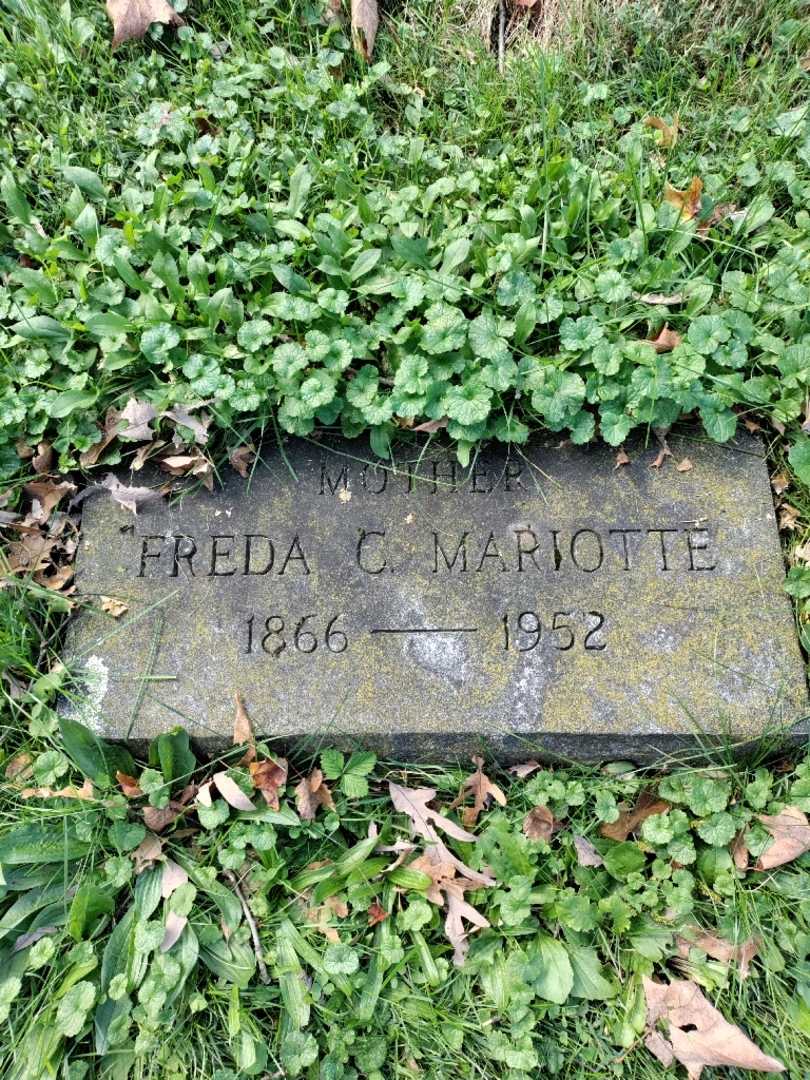 MOTHER
FREDA C. MARIOTTE
1866 — 1952